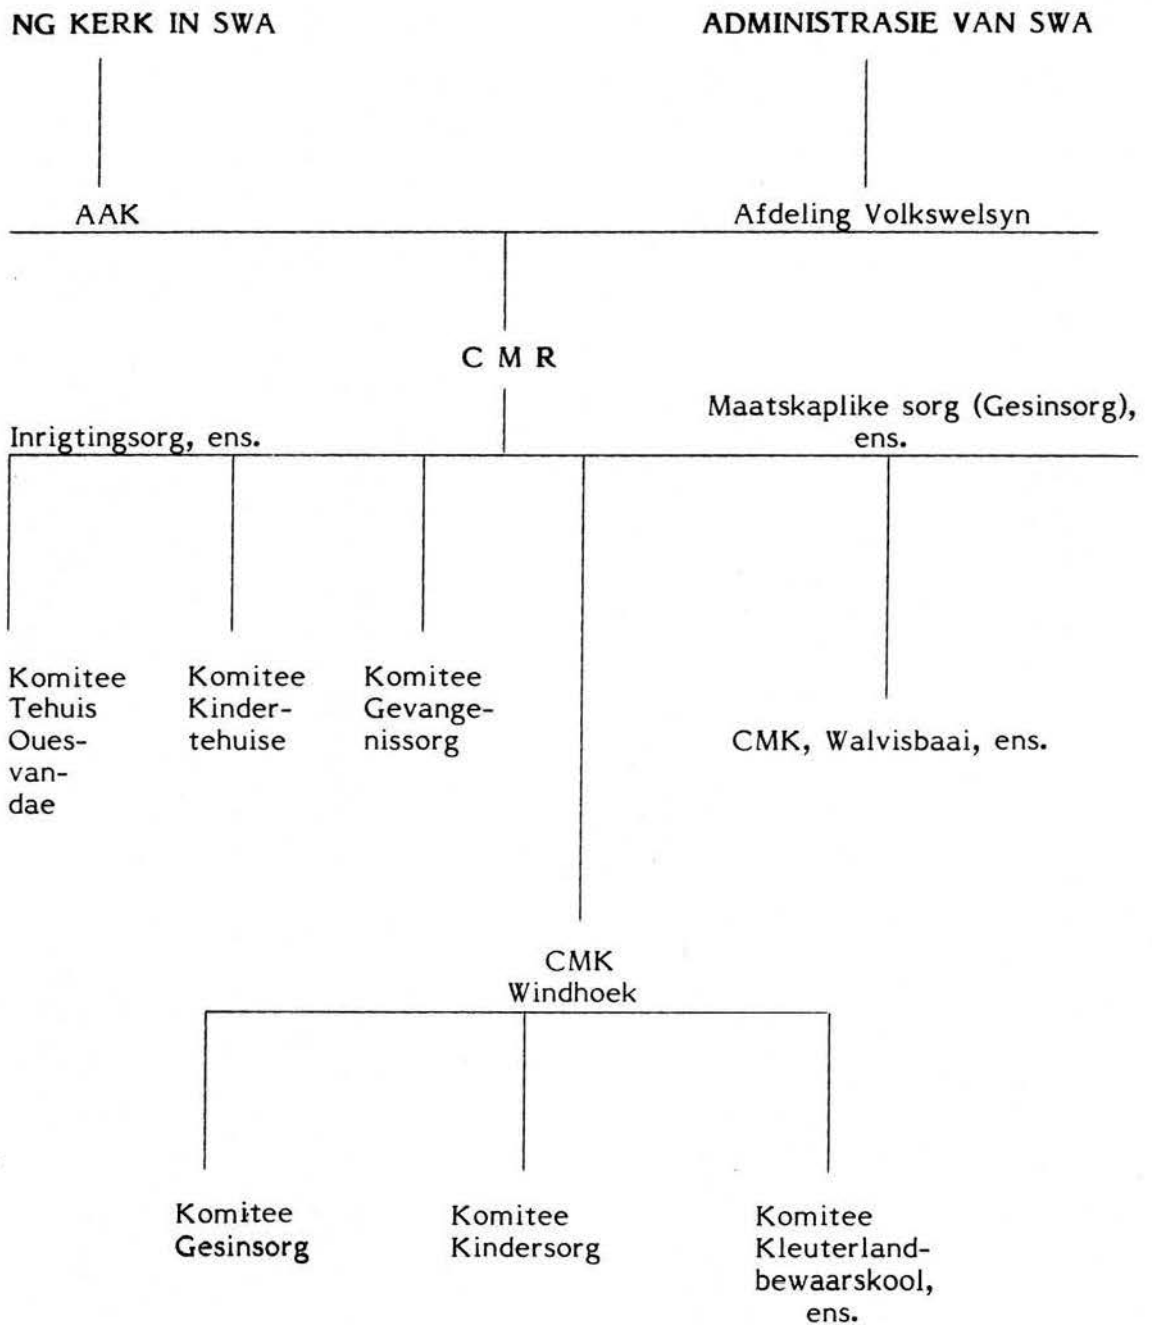 NG KERK IN SWA
ADMINISTRASIE VAN SWA
AAK
Afdeling Volkswelsyn
C M R
Inrigtingsorg, ens.
Maatskaplike sorg (Gesinsorg),
ens.
Komitee
Tehuis
Oues-
van-
dae
Komitee
Kinder-
tehuise
Komitee
Gevange-
nissorg
CMK, Walvisbaai, ens.
CMK
Windhoek
Komitee
Gesinsorg
Komitee
Kindersorg
Komitee
Kleuterland-
bewaarskool,
ens.